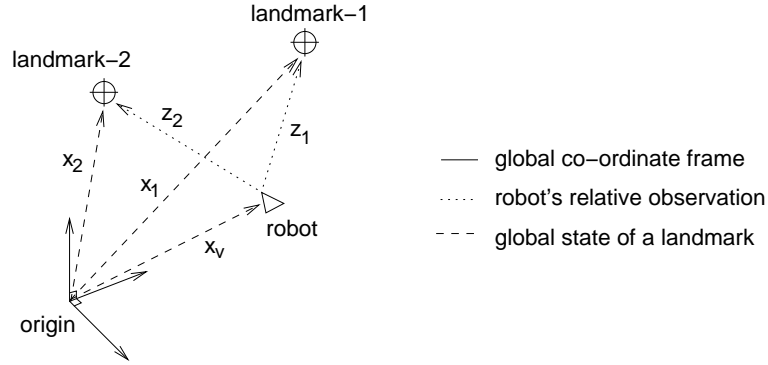 landmark−1
landmark−2
z2
z1
x2
x1
xv
robot
origin
global co−ordinate frame
robot's relative observation
global state of a landmark